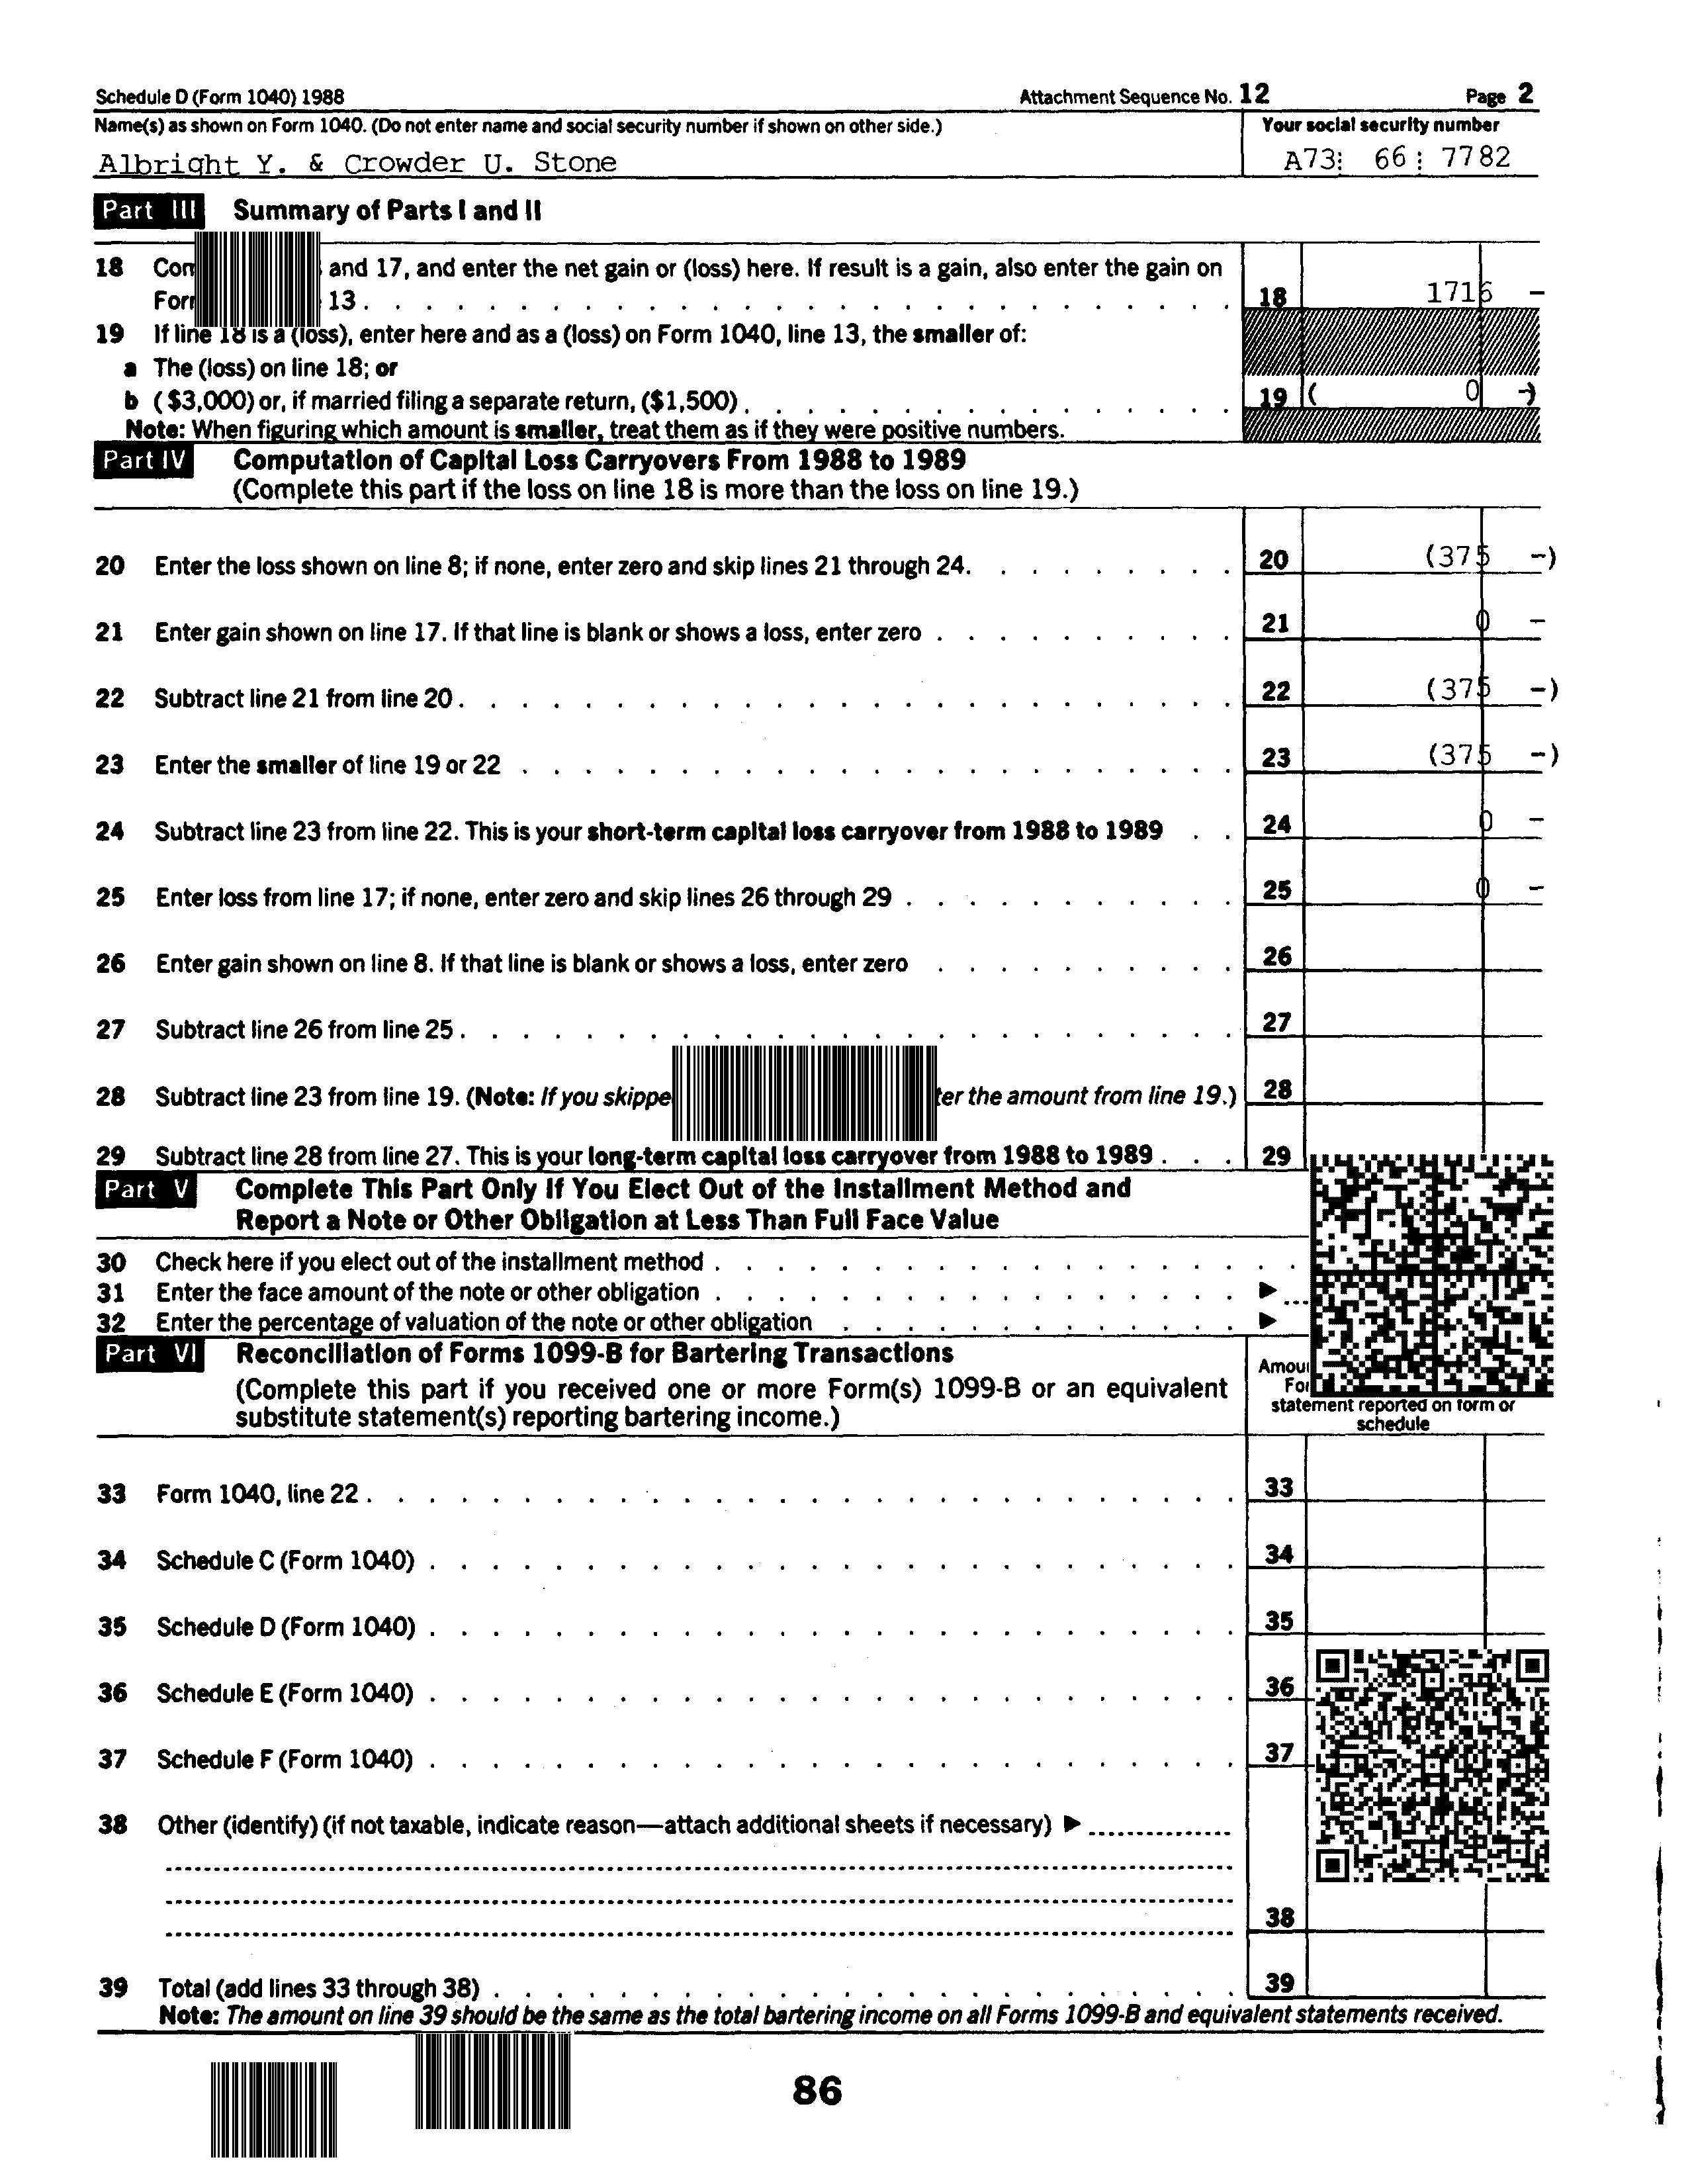 Schedule D (Form 1040) 1988 Attachment Sequence No. 12 Page 2
Name(s) as shown on Form 1040. (Do not enter name and social security number if shown on other side.) Your social security number
Albright Y. & Crowder U. Stone A73: 66: 7782
Part III Summary of Parts I and II
18 and 17, and enter the net gain or (loss) here. If result is a gain, also enter the gain on
13 . . . 18 1716 -
19 If line 18 is a (loss), enter here and as a (loss) on Form 1040, line 13, the smaller of:
a The (loss) on line 18; or
b ($3,000) or, if married filing a separate return, ($1,500) . . . 19 ( 0 -)
Note: When figuring which amount is smaller, treat them as if they were positive numbers.
Part IV Computation of Capital Loss Carryovers From 1988 to 1989
(Complete this part if the loss on line 18 is more than the loss on line 19.)
20 Enter the loss shown on line 8; if none, enter zero and skip lines 21 through 24. . . . 20 (375 -)
21 Enter gain shown on line 17. If that line is blank or shows a loss, enter zero . . . 21 0 -
22 Subtract line 21 from line 20 . . . 22 (375 -)
23 Enter the smaller of line 19 or 22 . . . 23 (375 -)
24 Subtract line 23 from line 22. This is your short-term capital loss carryover from 1988 to 1989 . . 24 0 -
25 Enter loss from line 17; if none, enter zero and skip lines 26 through 29 . . . 25 0 -
26 Enter gain shown on line 8. If that line is blank or shows a loss, enter zero . . . 26
27 Subtract line 26 from line 25 . . . 27
28 Subtract line 23 from line 19. (Note: If you the amount from line 19.) 28
29 Subtract line 28 from line 27. This is your long-term capital loss carryover from 1988 to 1989 . . . 29
Part V Complete This Part Only If You Elect Out of the Installment Method and
Report a Note or Other Obligation at Less Than Full Face Value
30 Check here if you elect out of the installment method . . .
31 Enter the face amount of the note or other obligation . . . ▶
32 Enter the percentage of valuation of the note or other obligation . . . ▶
Part VI Reconciliation of Forms 1099-B for Bartering Transactions
(Complete this part if you received one or more Form(s) 1099-B or an equivalent
substitute statement(s) reporting bartering income.)
statement reported on form or
schedule
33 Form 1040, line 22 . . . 33
34 Schedule C (Form 1040) . . . 34
35 Schedule D (Form 1040) . . . 35
36 Schedule E (Form 1040) . . . 36
37 Schedule F (Form 1040) . . . 37
38 Other (identify) (if not taxable, indicate reason—attach additional sheets if necessary) ▶
38
39 Total (add lines 33 through 38) . . . 39
Note: The amount on line 39 should be the same as the total bartering income on all Forms 1099-B and equivalent statements received.
86